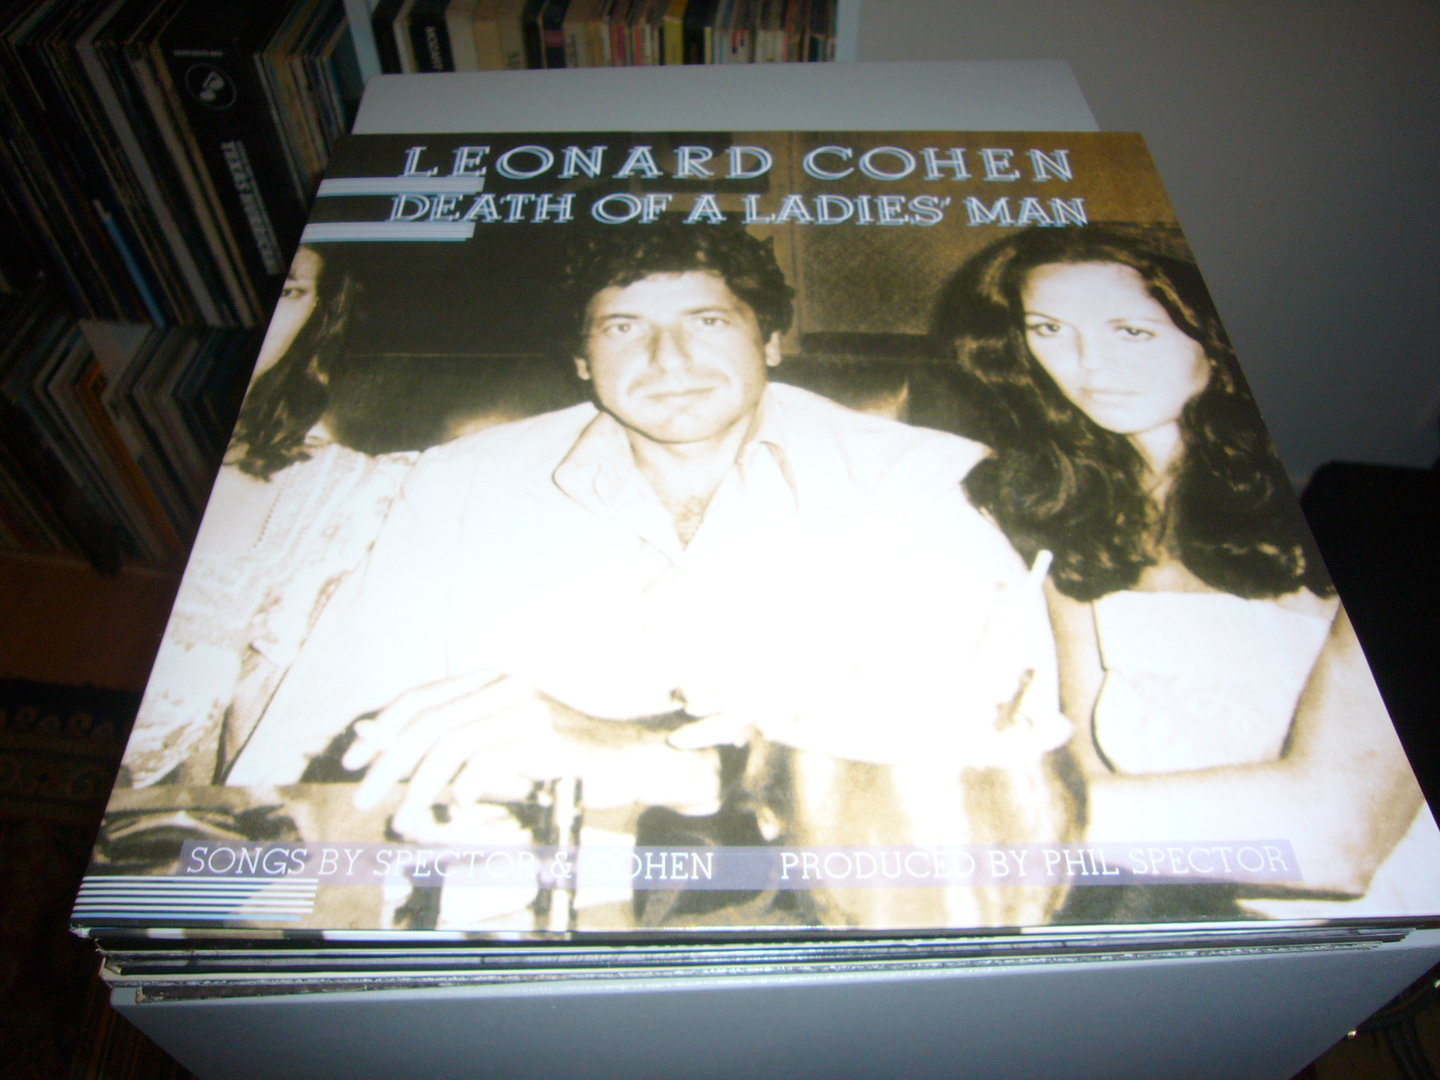 LEONARD COHEN
DEATH OF A LADIES' MAN
SONGS BY SPECTOR & COHEN PRODUCED BY PHIL SPECTOR